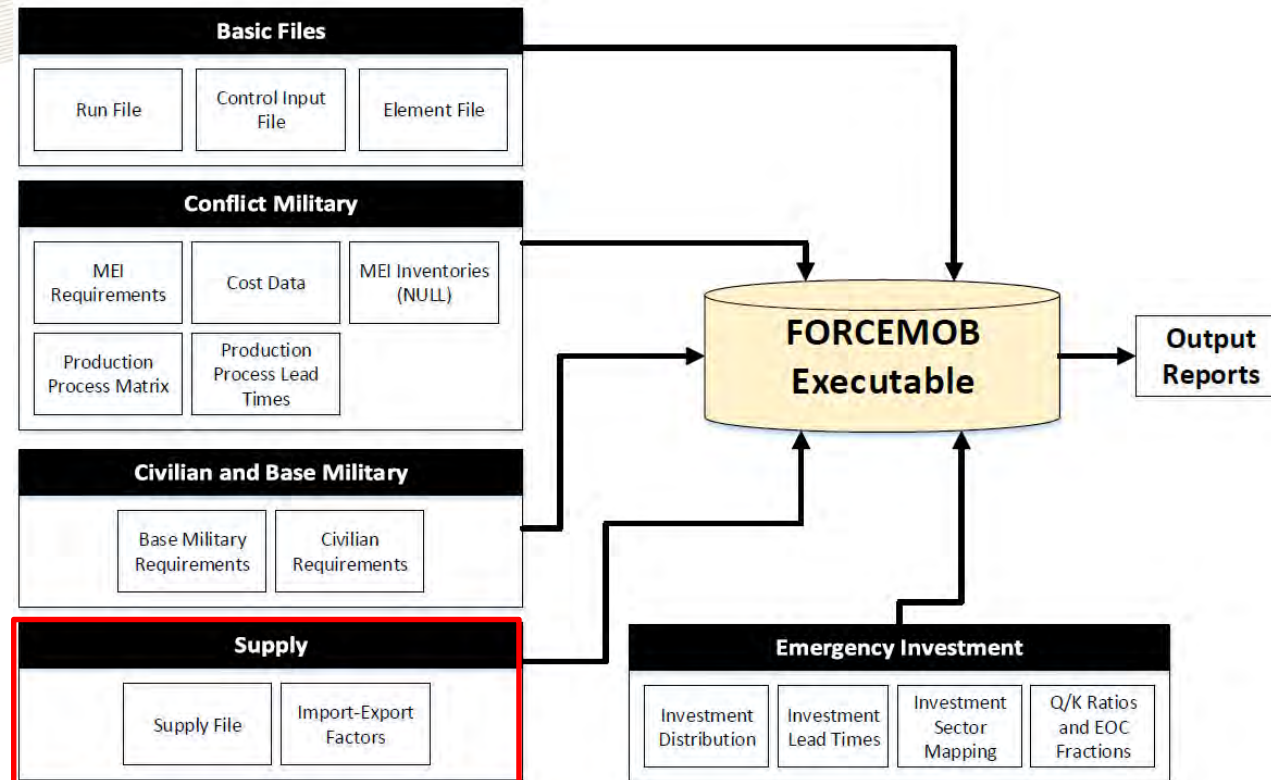 Basic Files
Run File
Control Input
File
Element File
Conflict Military
MEI
Requirements
Cost Data
MEI Inventories
(NULL)
Production
Process Matrix
Production
Process Lead
Times
Civilian and Base Military
Base Military
Requirements
Civilian
Requirements
Supply
Supply File
Import-Export
Factors
FORCEMOB
Executable
Output
Reports
Emergency Investment
Investment
Distribution
Investment
Lead Times
Investment
Sector
Mapping
Q/K Ratios
and EOC
Fractions